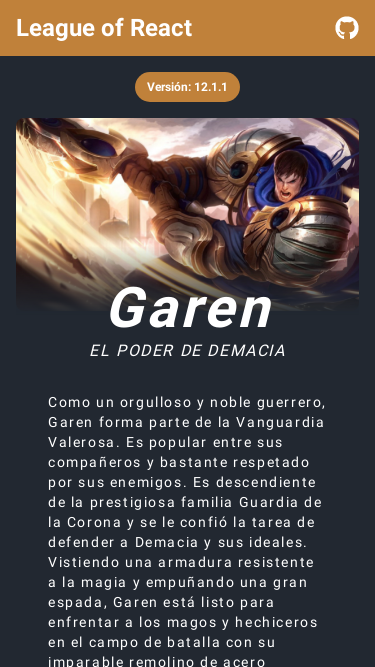 League of React
Versión: 12.1.1
Garen
EL PODER DE DEMACIA
Como un orgulloso y noble guerrero,
Garen forma parte de la Vanguardia
Valerosa. Es popular entre sus
compañeros y bastante respetado
por sus enemigos. Es descendiente
de la prestigiosa familia Guardia de
la Corona y se le confió la tarea de
defender a Demacia y sus ideales.
Vistiendo una armadura resistente
a la magia y empuñando una gran
espada, Garen está listo para
enfrentar a los magos y hechiceros
en el campo de batalla con su
imparable remolino de acero